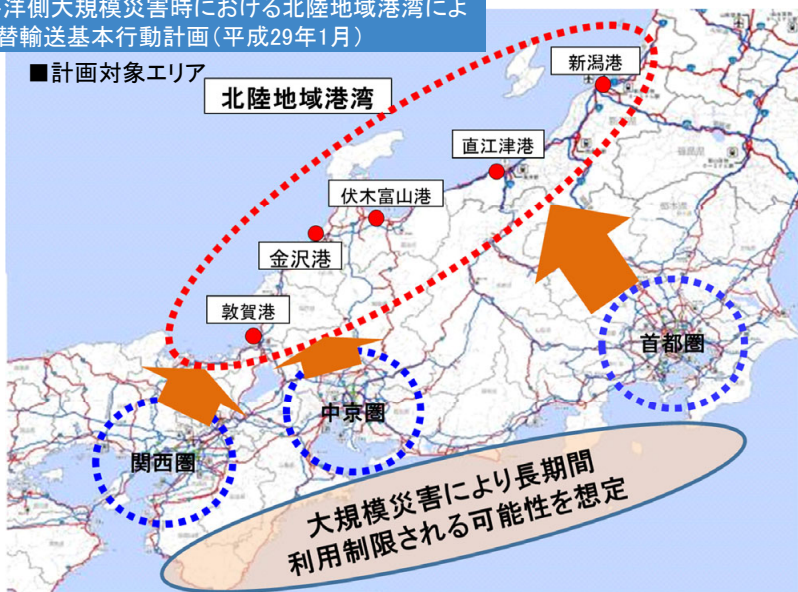 洋側大規模災害時における北陸地域港湾によ
替輸送基本行動計画（平成29年1月）
■計画対象エリア
北陸地域港湾
新潟港
直江津港
伏木富山港
金沢港
敦賀港
首都圏
中京圏
関西圏
大規模災害により長期間
利用制限される可能性を想定